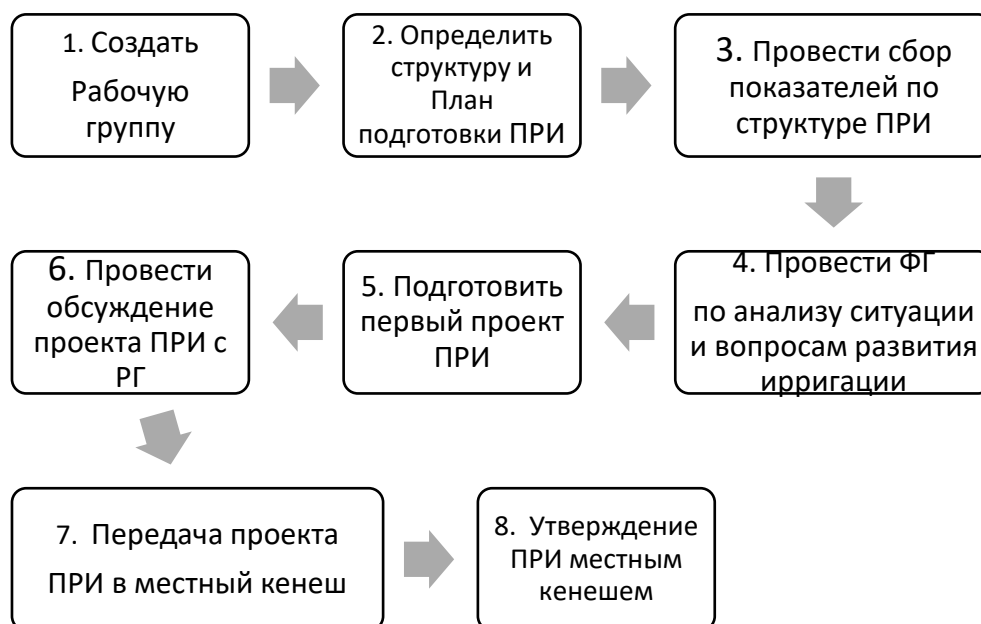 1. Создать
Рабочую
группу
2. Определить
структуру и
План
подготовки ПРИ
3. Провести сбор
показателей по
структуре ПРИ
4. Провести ФГ
по анализу ситуации
и вопросам развития
ирригации
5. Подготовить
первый проект
ПРИ
6. Провести
обсуждение
проекта ПРИ с
РГ
7. Передача проекта
ПРИ в местный кенеш
8. Утверждение
ПРИ местным
кенешем